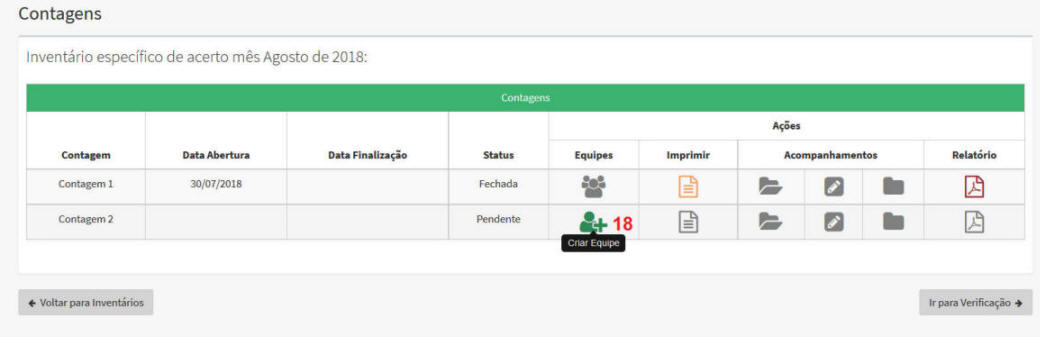 Contagens
Inventário específico de acerto mês Agosto de 2018:
Contagens
Ações
Contagem Data Abertura Data Finalização Status Equipes Imprimir Acompanhamentos Relatório
Contagem 1 30/07/2018 Fechada
Contagem 2 Pendente 18
Criar Equipe
Voltar para Inventários Ir para Verificação